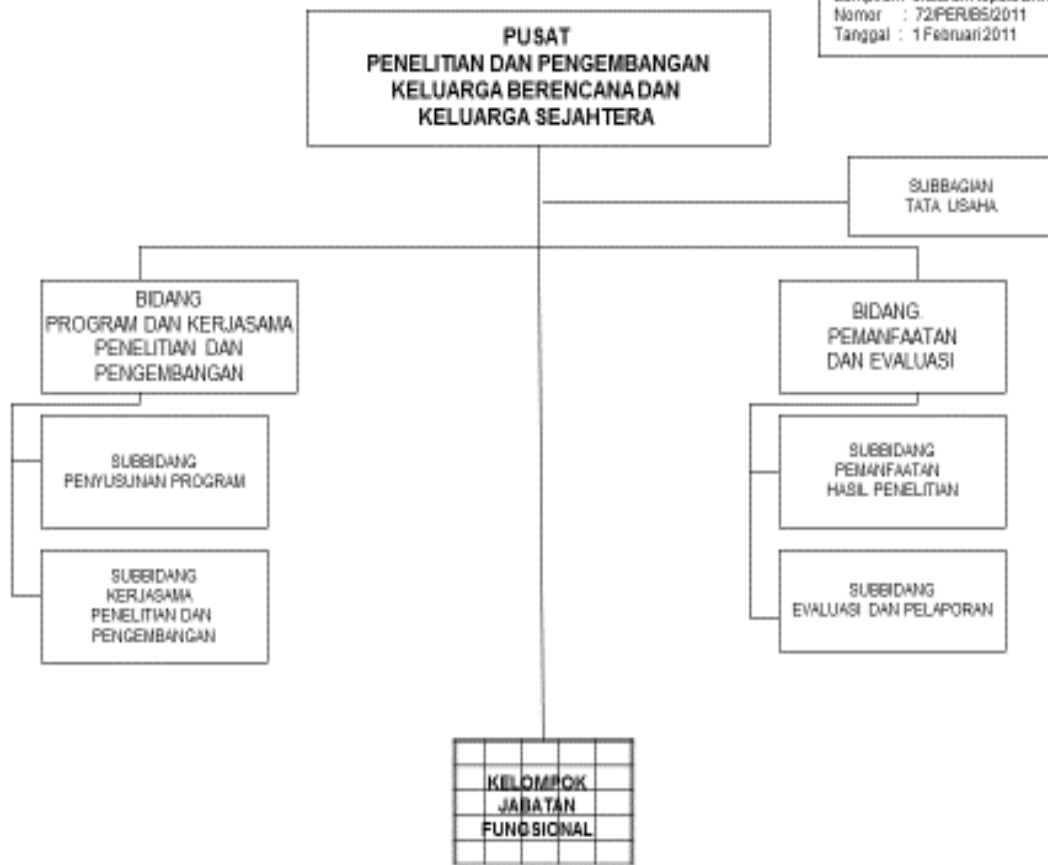 Nomor : 72/PER/B5/2011
Tanggal : 1 Februari 2011
PUSAT
PENELITIAN DAN PENGEMBANGAN
KELUARGA BERENCANA DAN
KELUARGA SEJAHTERA
SUBBAGIAN
TATA USAHA
BIDANG
PROGRAM DAN KERJASAMA
PENELITIAN DAN
PENGEMBANGAN
BIDANG.
PEMANFAATAN
DAN EVALUASI
SUBBIDANG
PENYUSUNAN PROGRAM
SUBBIDANG
PEMANFAATAN
HASIL PENELITIAN
SUBBIDANG
KERJASAMA
PENELITIAN DAN
PENGEMBANGAN
SUBBIDANG
EVALUASI DAN PELAPORAN
KELOMPOK
JABATAN
FUNGSIONAL